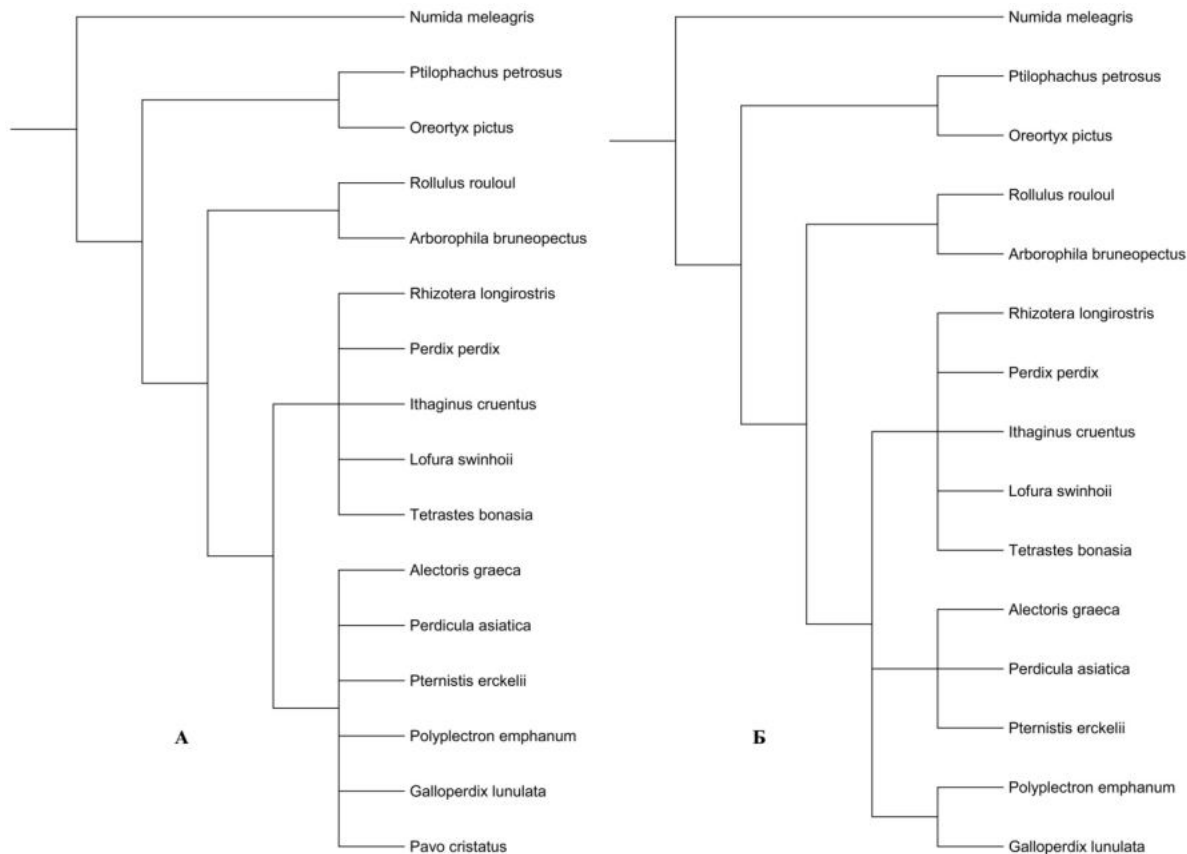 Numida meleagris
Ptilophachus petrosus
Oreortyx pictus
Rollulus rouloul
Arborophila bruneopectus
Rhizotera longirostris
Perdix perdix
Ithaginus cruentus
Lofura swinhoii
Tetrastes bonasia
Alectoris graeca
Perdicula asiatica
Pternistis erckelii
Polyplectron emphanum
Galloperdix lunulata
Pavo cristatus
А
Numida meleagris
Ptilophachus petrosus
Oreortyx pictus
Rollulus rouloul
Arborophila bruneopectus
Rhizotera longirostris
Perdix perdix
Ithaginus cruentus
Lofura swinhoii
Tetrastes bonasia
Alectoris graeca
Perdicula asiatica
Pternistis erckelii
Polyplectron emphanum
Galloperdix lunulata
Б